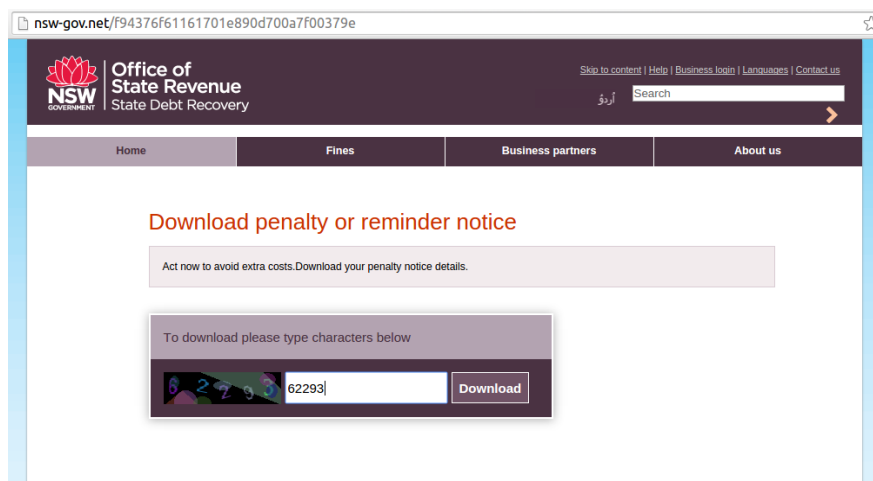 nsw-gov.net/f94376f61161701e890d700a7f00379e
NSW
GOVERNMENT
Office of
State Revenue
State Debt Recovery
Skip to content | Help | Business login | Languages | Contact us
اُردوُ
Search
Home
Fines
Business partners
About us
Download penalty or reminder notice
Act now to avoid extra costs.Download your penalty notice details.
To download please type characters below
62293
62293
Download